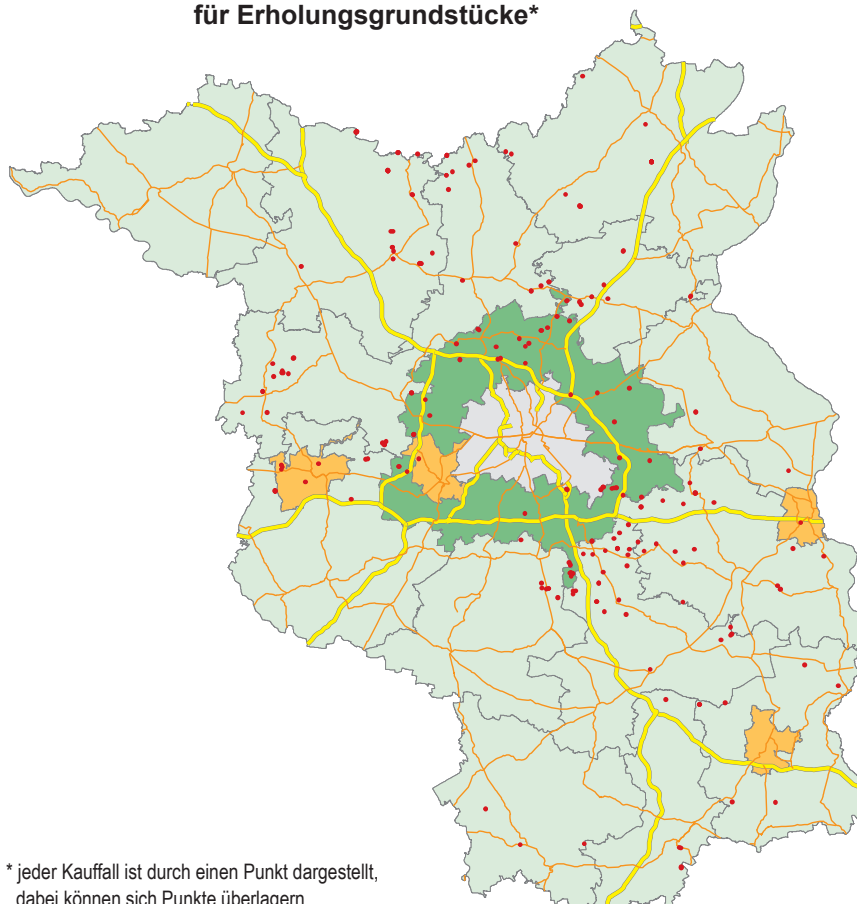 für Erholungsgrundstücke*
* jeder Kauffall ist durch einen Punkt dargestellt,
dabei können sich Punkte überlagern